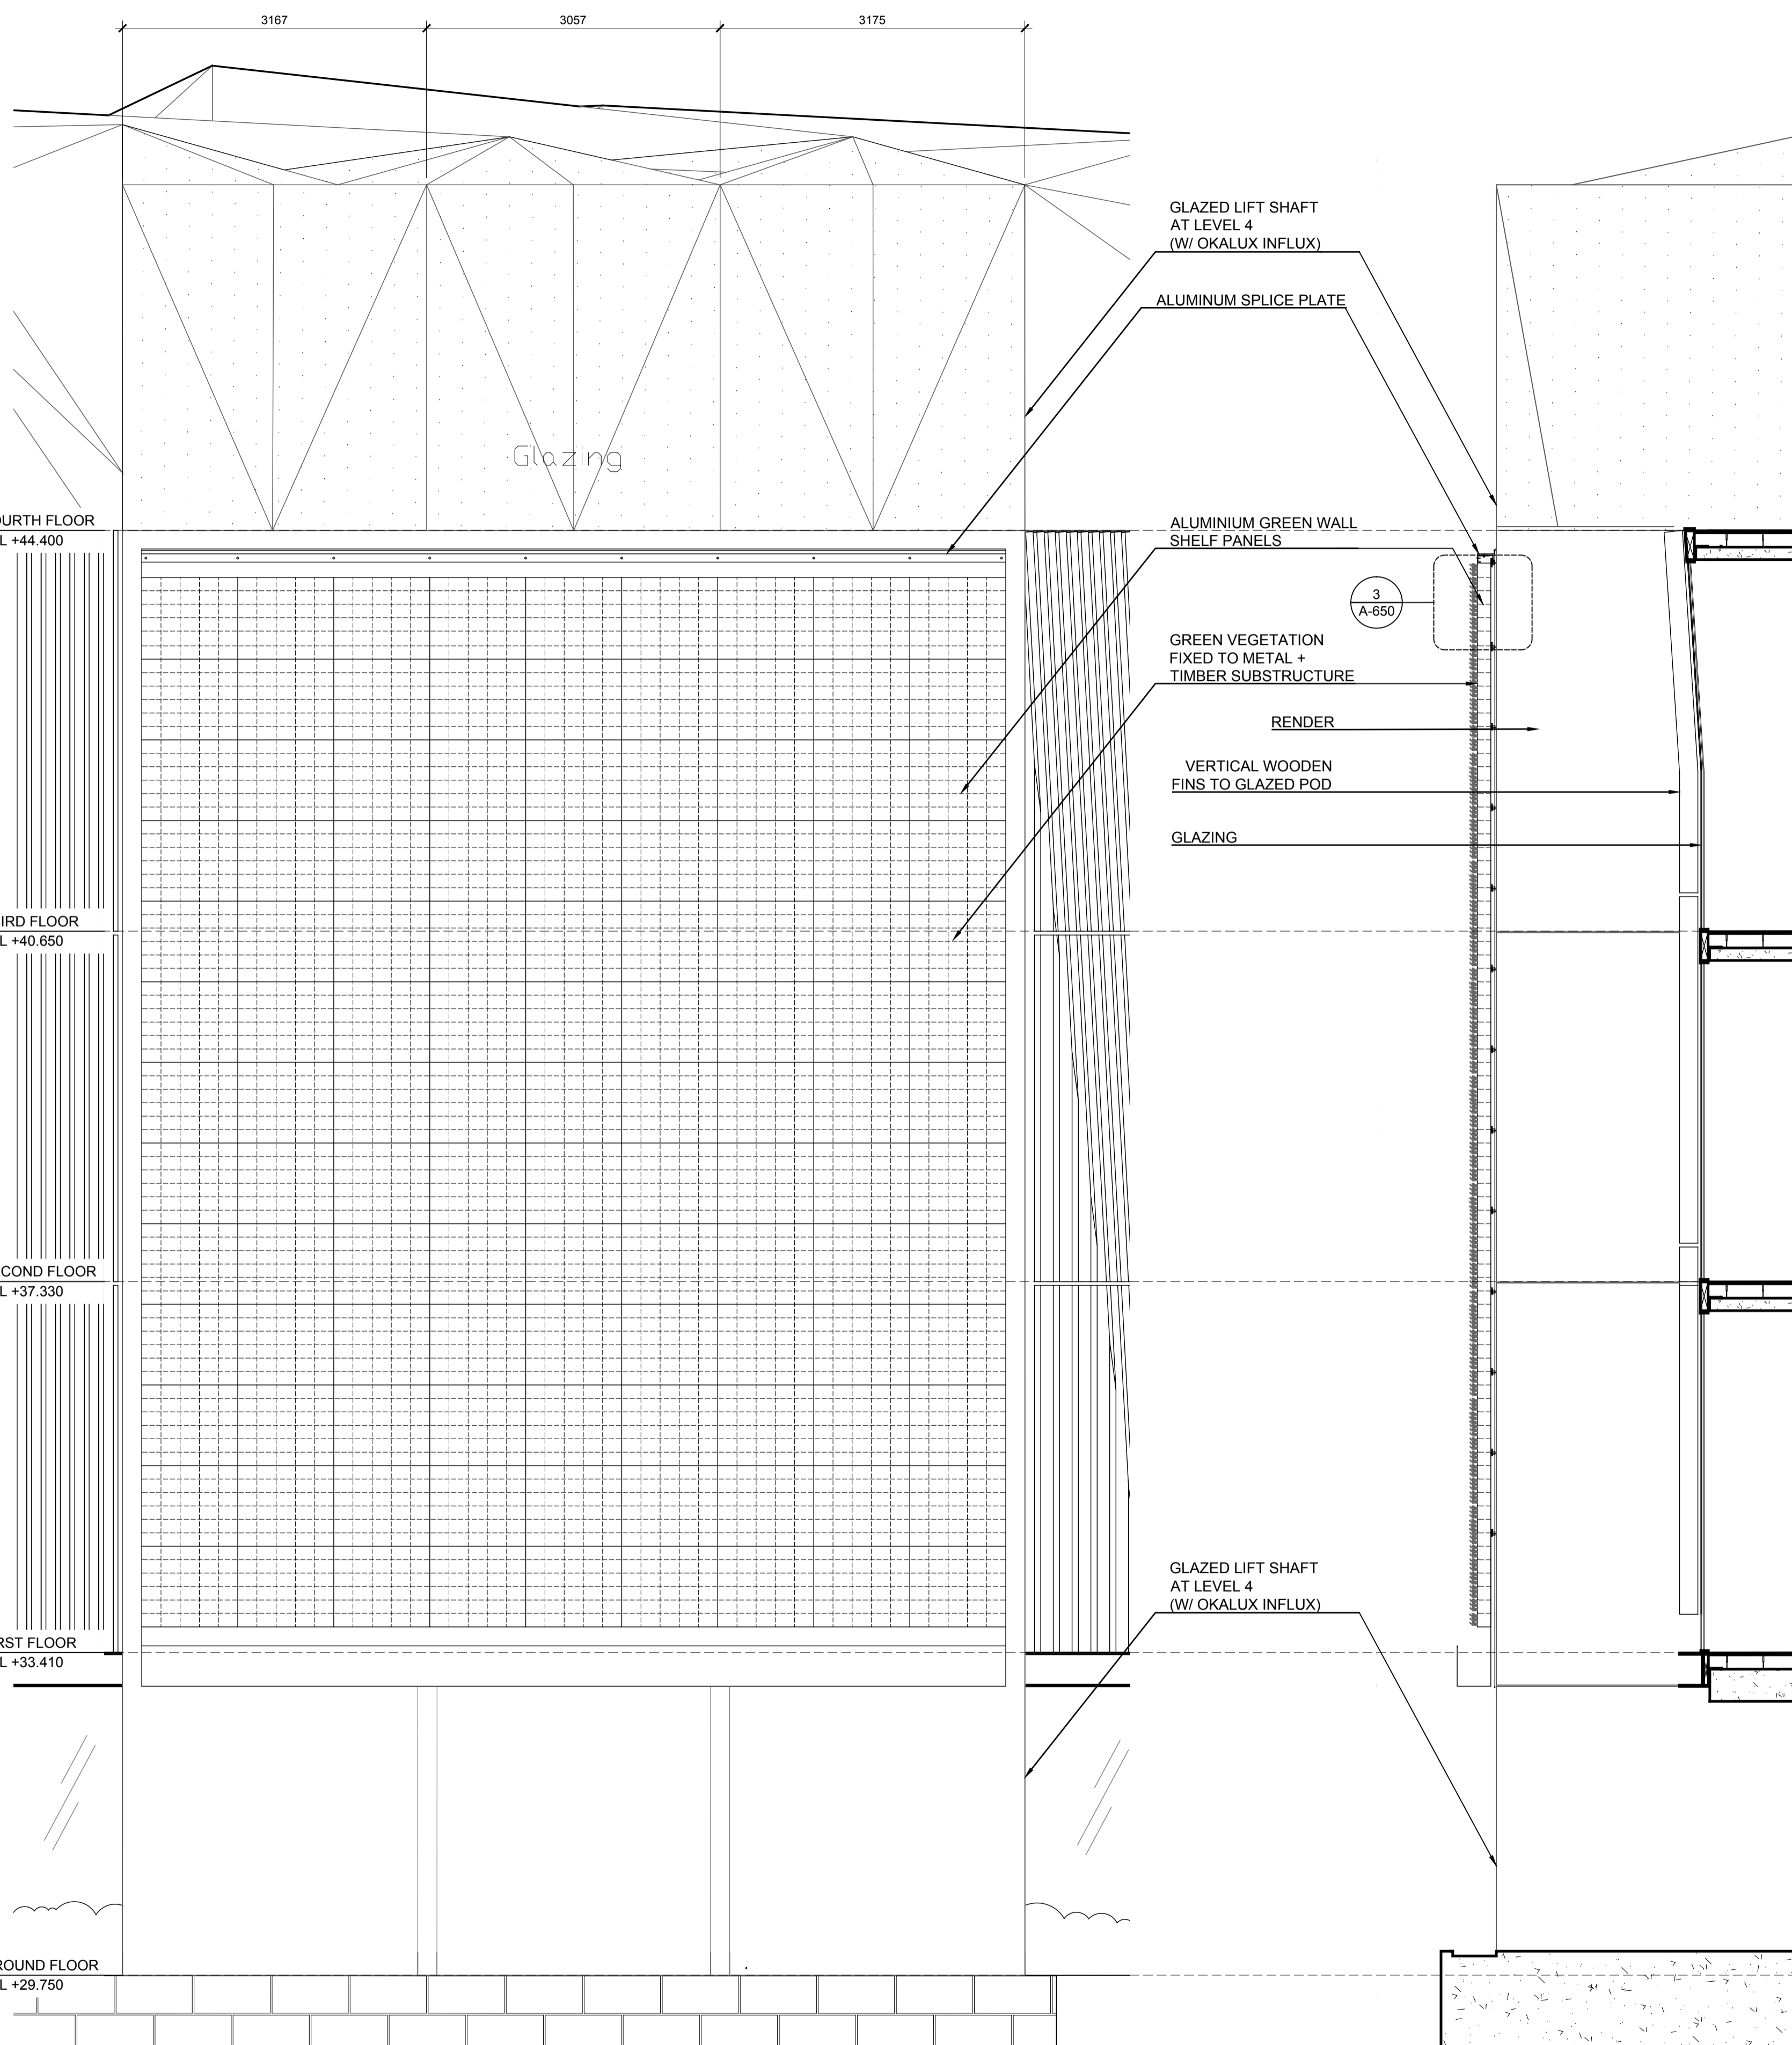 3167
3057
3175
GLAZED LIFT SHAFT
AT LEVEL 4
(W/ OKALUX INFLUX)
ALUMINUM SPLICE PLATE
Glazing
OURTH FLOOR
L +44.400
ALUMINIUM GREEN WALL
SHELF PANELS
3
A-650
GREEN VEGETATION
FIXED TO METAL +
TIMBER SUBSTRUCTURE
RENDER
VERTICAL WOODEN
FINS TO GLAZED POD
GLAZING
IRD FLOOR
L +40.650
COND FLOOR
L +37.330
GLAZED LIFT SHAFT
AT LEVEL 4
(W/ OKALUX INFLUX)
RST FLOOR
L +33.410
ROUND FLOOR
L +29.750